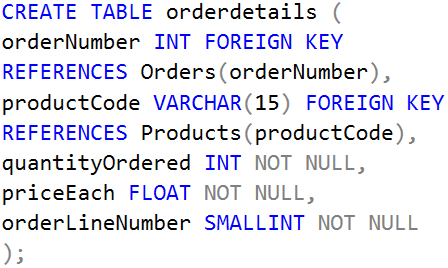 CREATE TABLE orderdetails (
orderNumber INT FOREIGN KEY
REFERENCES Orders(orderNumber),
productCode VARCHAR(15) FOREIGN KEY
REFERENCES Products(productCode),
quantityOrdered INT NOT NULL,
priceEach FLOAT NOT NULL,
orderLineNumber SMALLINT NOT NULL
);